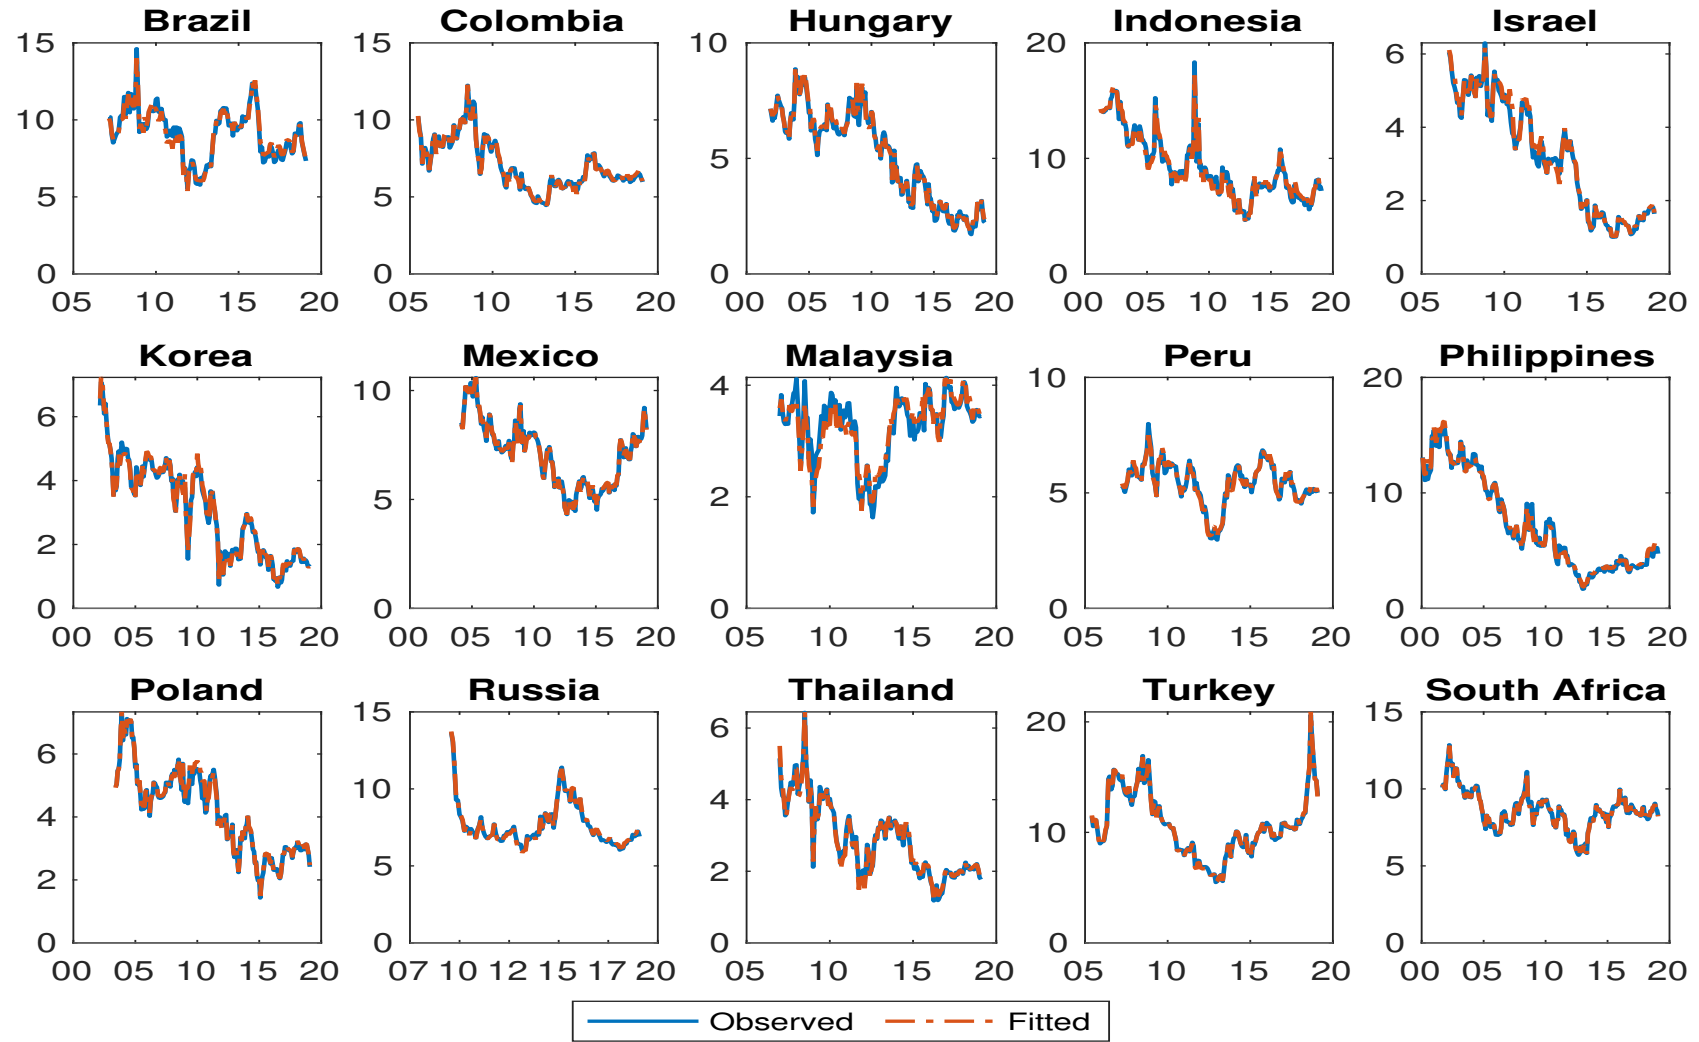 Brazil Colombia Hungary Indonesia Israel
15 15 10 20 6
10 10 5 10 4
5 5 2
0 0 0 0 0
05 10 15 20 05 10 15 20 00 05 10 15 20 00 05 10 15 20 05 10 15 20
Korea Mexico Malaysia Peru Philippines
6 10 4 10 20
4 5 2 5 10
2
0 0 0 0 0
00 05 10 15 20 00 05 10 15 20 05 10 15 20 05 10 15 20 00 05 10 15 20
Poland Russia Thailand Turkey South Africa
6 15 6 20 15
4 10 4 10 10
2 5 2 5
0 0 0 0 0
00 05 10 15 20 07 10 12 15 17 20 05 10 15 20 05 10 15 20 00 05 10 15 20
Observed Fitted